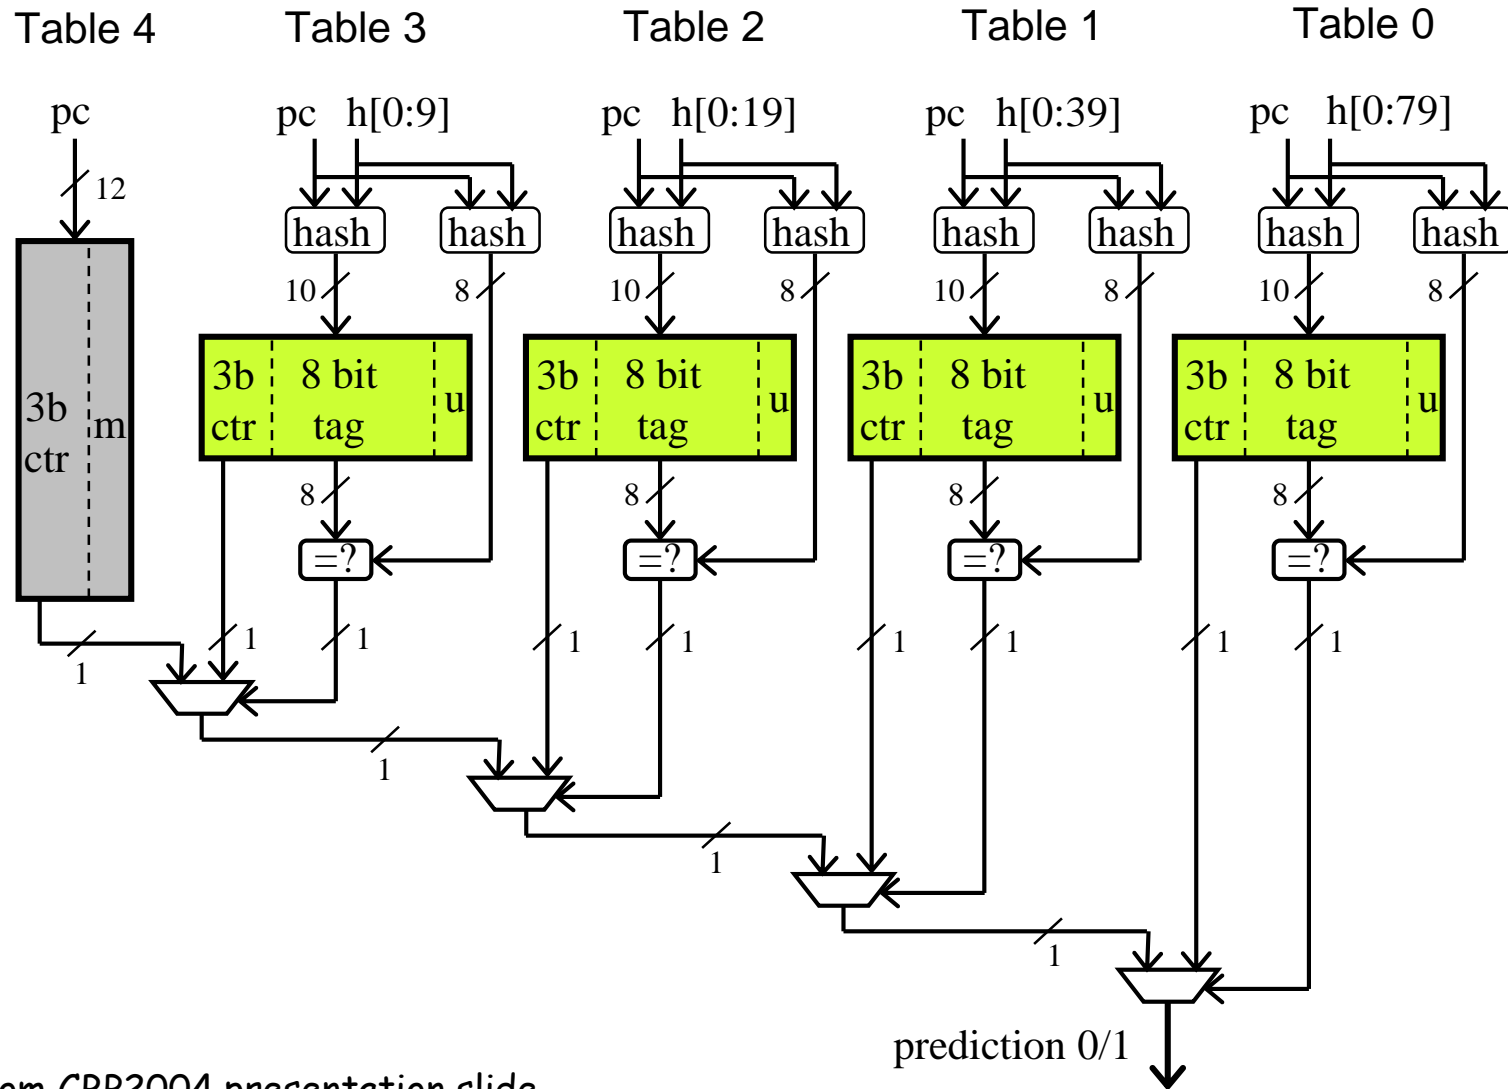 Table 4 Table 3 Table 2 Table 1 Table 0
pc pc h[0:9] pc h[0:19] pc h[0:39] pc h[0:79]
12
hash hash hash hash hash hash hash hash
10 8 10 8 10 8 10 8
3b ctr m
3b ctr 8 bit tag u
3b ctr 8 bit tag u
3b ctr 8 bit tag u
3b ctr 8 bit tag u
8 8 8 8
=? =? =? =?
1 1 1 1 1 1 1 1
1
1
1
1
prediction 0/1
CBP2004 presentation slide